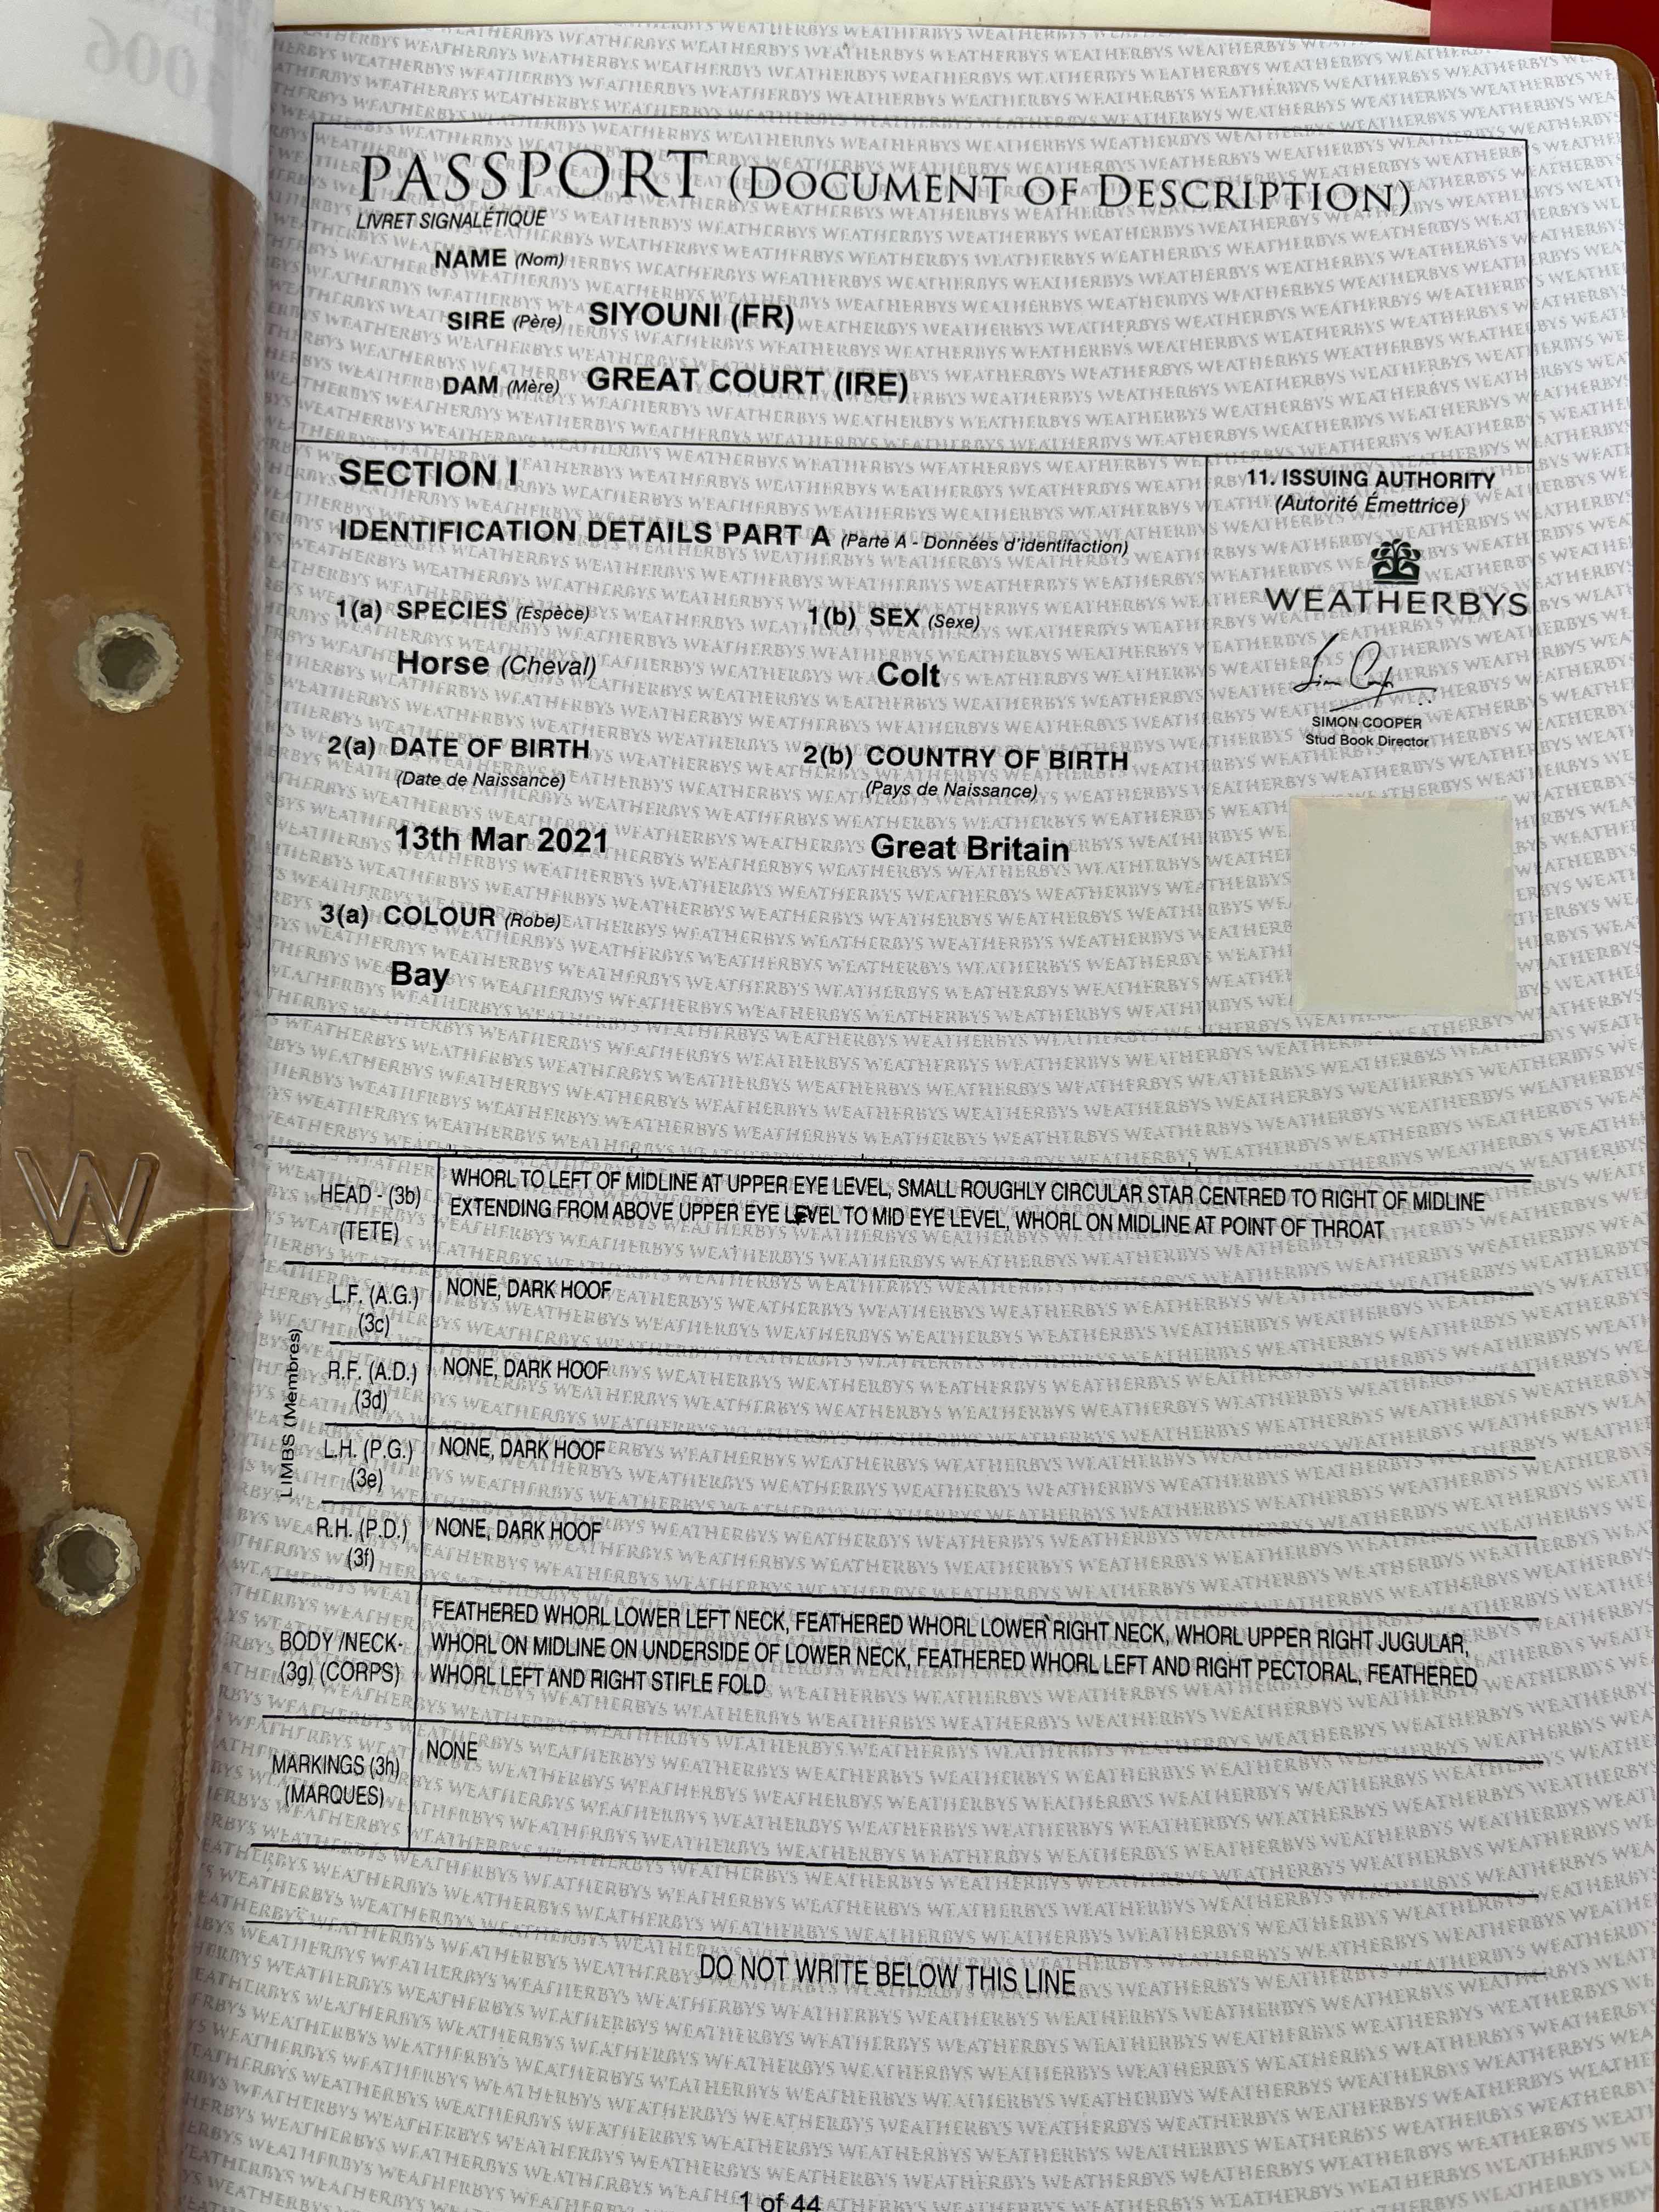 PASSPORT (DOCUMENT OF DESCRIPTION)
LIVRET SIGNALÉTIQUE
NAME (Nom)
SIRE (Père) SIYOUNI (FR)
DAM (Mère) GREAT COURT (IRE)
SECTION I
IDENTIFICATION DETAILS PART A (Parte A - Données d'identifaction)
1(a) SPECIES (Espèce)
Horse (Cheval)
1(b) SEX (Sexe)
Colt
2(a) DATE OF BIRTH
(Date de Naissance)
13th Mar 2021
2(b) COUNTRY OF BIRTH
(Pays de Naissance)
Great Britain
3(a) COLOUR (Robe)
Bay
11. ISSUING AUTHORITY
(Autorité Émettrice)
WEATHERBYS
SIMON COOPER
Stud Book Director
HEAD - (3b)
(TETE)
WHORL TO LEFT OF MIDLINE AT UPPER EYE LEVEL, SMALL ROUGHLY CIRCULAR STAR CENTRED TO RIGHT OF MIDLINE
EXTENDING FROM ABOVE UPPER EYE LEVEL TO MID EYE LEVEL, WHORL ON MIDLINE AT POINT OF THROAT
LIMBS (Membres)
L.F. (A.G.)
(3c)
NONE, DARK HOOF
R.F. (A.D.)
(3d)
NONE, DARK HOOF
L.H. (P.G.)
(3e)
NONE, DARK HOOF
R.H. (P.D.)
(3f)
NONE, DARK HOOF
BODY /NECK-
(3g) (CORPS)
FEATHERED WHORL LOWER LEFT NECK, FEATHERED WHORL LOWER RIGHT NECK, WHORL UPPER RIGHT JUGULAR,
WHORL ON MIDLINE ON UNDERSIDE OF LOWER NECK, FEATHERED WHORL LEFT AND RIGHT PECTORAL, FEATHERED
WHORL LEFT AND RIGHT STIFLE FOLD
MARKINGS (3h)
(MARQUES)
NONE
DO NOT WRITE BELOW THIS LINE
1 of 44
W